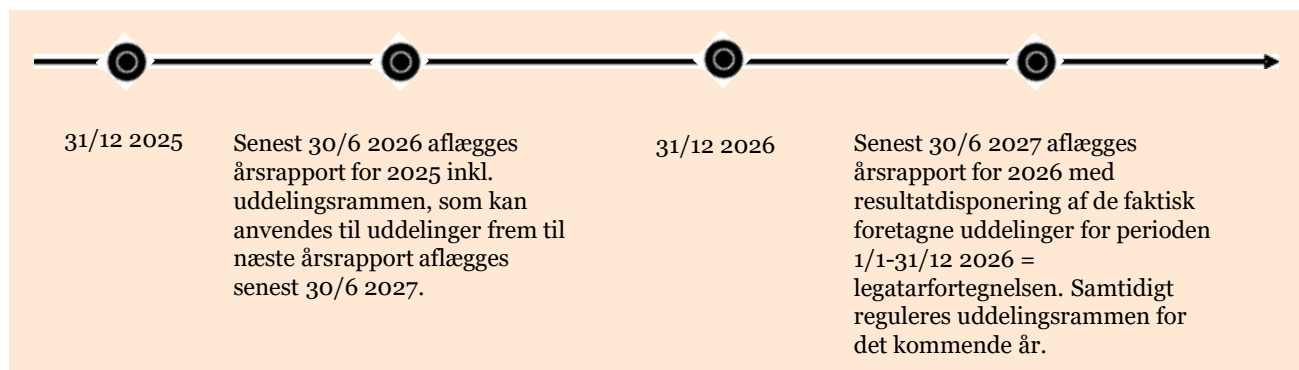 31/12 2025
Senest 30/6 2026 aflægges
årsrapport for 2025 inkl.
uddelingsrammen, som kan
anvendes til uddelinger frem til
næste årsrapport aflægges
senest 30/6 2027.
31/12 2026
Senest 30/6 2027 aflægges
årsrapport for 2026 med
resultatdisponering af de faktisk
foretagne uddelinger for perioden
1/1-31/12 2026 =
legatarfortegnelsen. Samtidigt
reguleres uddelingsrammen for
det kommende år.